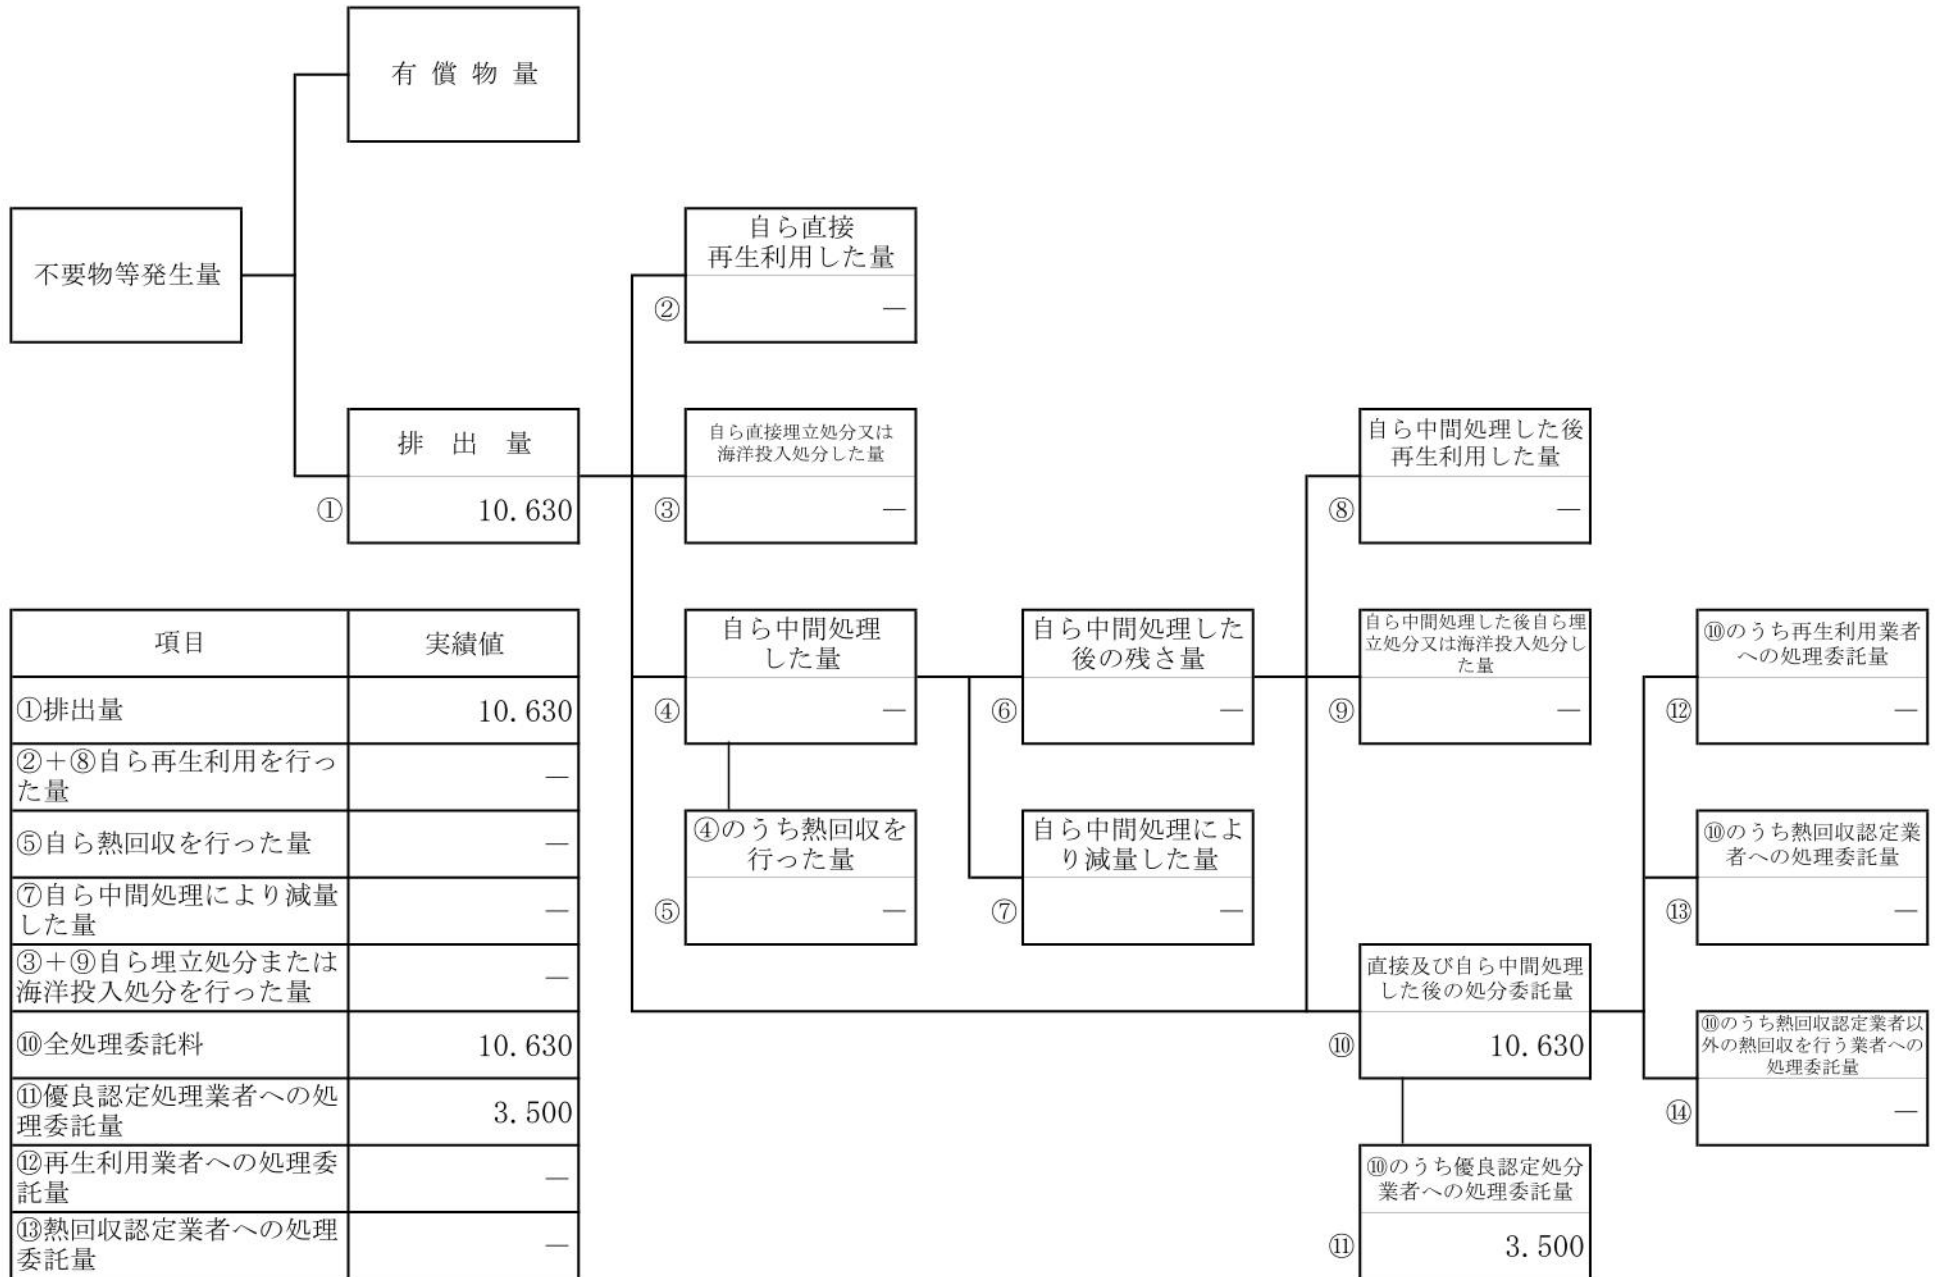 有償物量
不要物等発生量
自ら直接
再生利用した量
②
―
排出量
①
10.630
自ら直接埋立処分又は
海洋投入処分した量
③
―
自ら中間処理した後
再生利用した量
⑧
―
自ら中間処理
した量
④
―
自ら中間処理した
後の残さ量
⑥
―
自ら中間処理した後自ら埋
立処分又は海洋投入処分し
た量
⑨
―
⑩のうち再生利用業者
への処理委託量
⑫
―
④のうち熱回収を
行った量
⑤
―
自ら中間処理によ
り減量した量
⑦
―
⑩のうち熱回収認定業
者への処理委託量
⑬
―
直接及び自ら中間処理
した後の処分委託量
⑩
10.630
⑩のうち熱回収認定業者以
外の熱回収を行う業者への
処理委託量
⑭
―
⑩のうち優良認定処分
業者への処理委託量
⑪
3.500
項目 実績値
①排出量 10.630
②+⑧自ら再生利用を行っ
た量 ―
⑤自ら熱回収を行った量 ―
⑦自ら中間処理により減量
した量 ―
③+⑨自ら埋立処分または
海洋投入処分を行った量 ―
⑩全処理委託料 10.630
⑪優良認定処理業者への処
理委託量 3.500
⑫再生利用業者への処理委
託量 ―
⑬熱回収認定業者への処理
委託量 ―